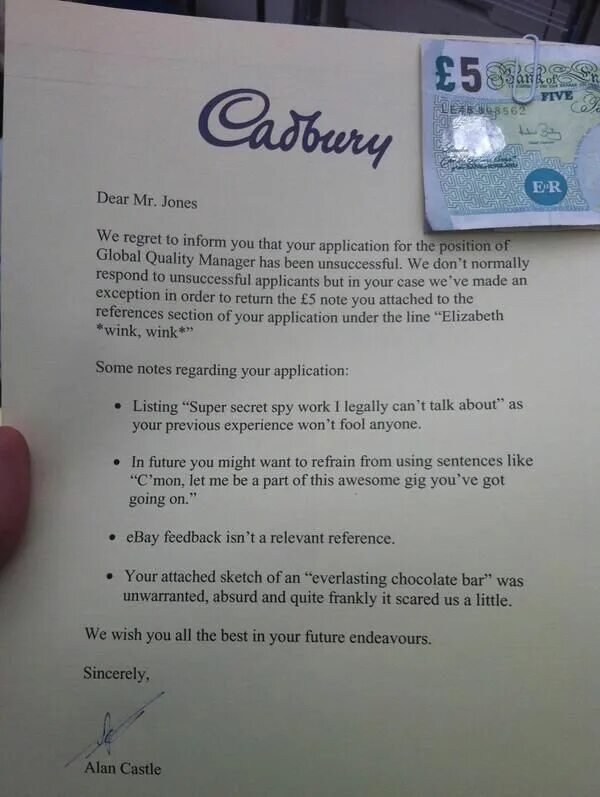 £5 Bank of
FIVE
LE45 898562
E R
Cadbury
Dear Mr. Jones
We regret to inform you that your application for the position of
Global Quality Manager has been unsuccessful. We don't normally
respond to unsuccessful applicants but in your case we've made an
exception in order to return the £5 note you attached to the
references section of your application under the line “Elizabeth
*wink, wink*”
Some notes regarding your application:
• Listing “Super secret spy work I legally can't talk about” as
your previous experience won't fool anyone.
• In future you might want to refrain from using sentences like
“C'mon, let me be a part of this awesome gig you've got
going on.”
• eBay feedback isn't a relevant reference.
• Your attached sketch of an “everlasting chocolate bar” was
unwarranted, absurd and quite frankly it scared us a little.
We wish you all the best in your future endeavours.
Sincerely,
Alan Castle